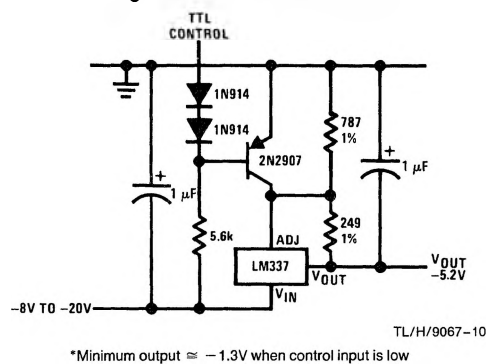 TTL
CONTROL
1N914
1N914
2N2907
787
1%
+
1 μF
+
1 μF
5.6k
249
1%
ADJ
LM337
VOUT
VIN
VOUT
−5.2V
−8V TO −20V
TL/H/9067–10
*Minimum output ≅ −1.3V when control input is low